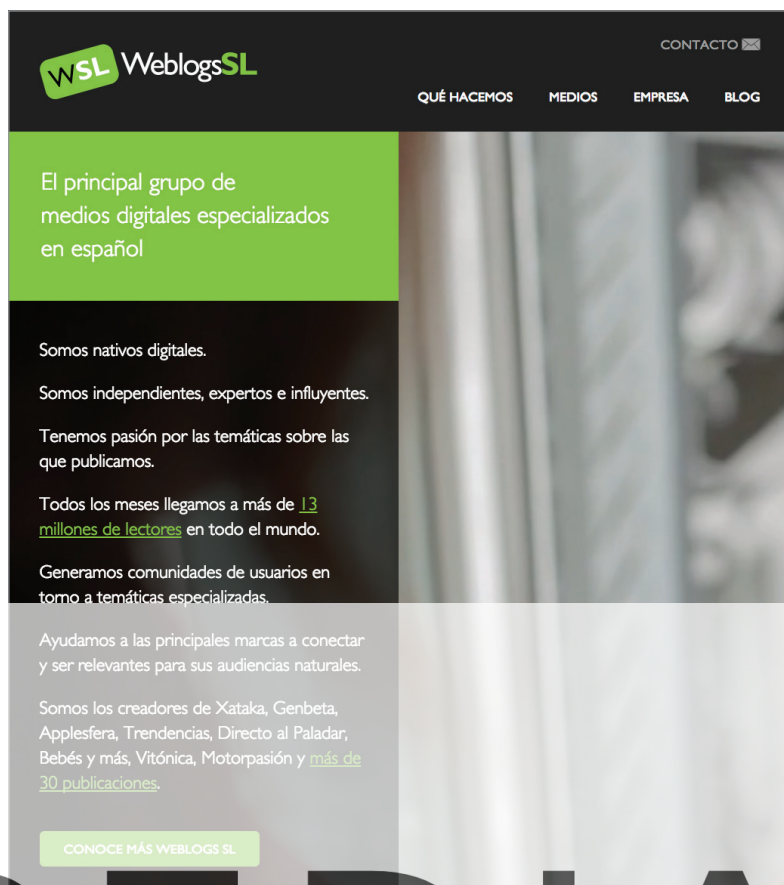 WSL WeblogsSL
CONTACTO
QUÉ HACEMOS MEDIOS EMPRESA BLOG
El principal grupo de
medios digitales especializados
en español
Somos nativos digitales.
Somos independientes, expertos e influyentes.
Tenemos pasión por las temáticas sobre las
que publicamos.
Todos los meses llegamos a más de 13
millones de lectores en todo el mundo.
Generamos comunidades de usuarios en
torno a temáticas especializadas.
Ayudamos a las principales marcas a conectar
y ser relevantes para sus audiencias naturales.
Somos los creadores de Xataka, Genbeta,
Applesfera, Trendencias, Directo al Paladar,
Bebés y más, Vitónica, Motorpasión y más de
30 publicaciones.
CONOCE MÁS WEBLOGS SL